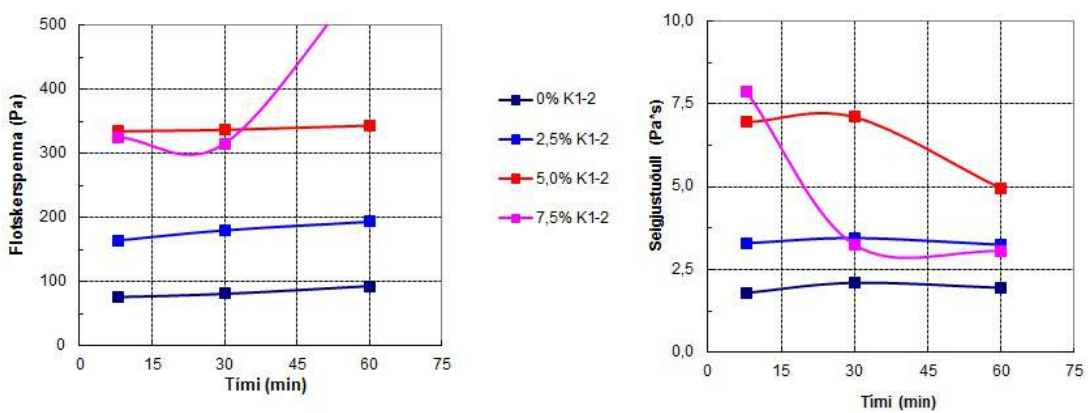 500
400
300
200
100
0
0 15 30 45 60 75
Flotskerspenna (Pa)
Tími (min)
0% K1-2
2,5% K1-2
5,0% K1-2
7,5% K1-2
10,0
7,5
5,0
2,5
0,0
0 15 30 45 60 75
Seigjustuðull (Pa*s)
Tími (min)